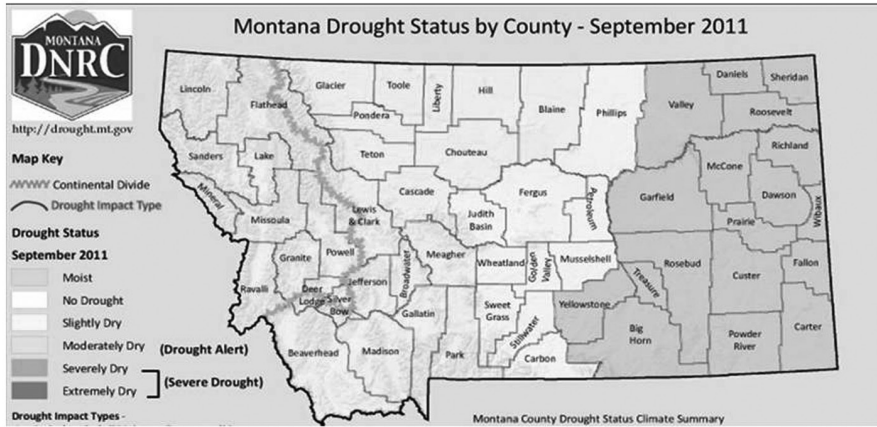 Montana Drought Status by County - September 2011
MONTANA
DNRC
http://drought.mt.gov
Map Key
Continental Divide
Drought Impact Type
Drought Status
September 2011
Moist
No Drought
Slightly Dry
Moderately Dry (Drought Alert)
Severely Dry
(Severe Drought)
Extremely Dry
Drought Impact Types -
Lincoln
Flathead
Glacier
Toole
Liberty
Hill
Blaine
Phillips
Valley
Daniels
Sheridan
Roosevelt
Pondera
Sanders
Lake
Teton
Chouteau
Richland
McCone
Mineral
Missoula
Lewis
& Clark
Cascade
Judith
Basin
Fergus
Petroleum
Garfield
Dawson
Prairie
Wibaux
Granite
Powell
Meagher
Broadwater
Wheatland
Golden
Valley
Musselshell
Rosebud
Treasure
Custer
Fallon
Ravalli
Deer
Lodge
Silver
Bow
Jefferson
Gallatin
Sweet
Grass
Stillwater
Yellowstone
Big
Horn
Powder
River
Carter
Beaverhead
Madison
Park
Carbon
Montana County Drought Status Climate Summary